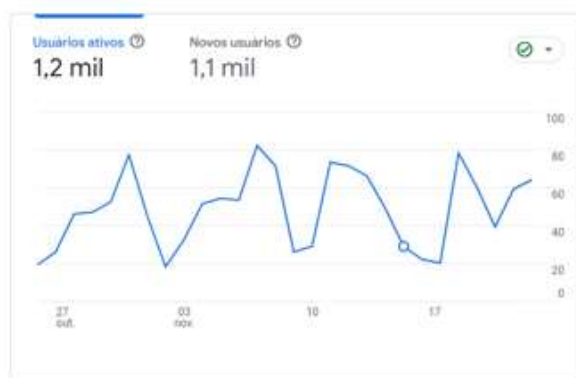 Usuários ativos
Novos usuários
1,2 mil
1,1 mil
100
80
60
40
20
0
27
out.
03
nov.
10
17